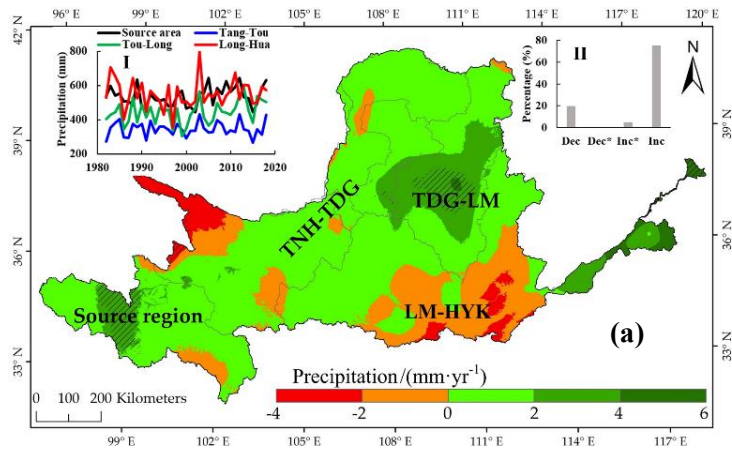 96° E 99° E 102° E 105° E 108° E 111° E 114° E 117° E 120° E
42° N
39° N
36° N
33° N
42° N
39° N
36° N
33° N
Source area
Tang-Tou
Tou-Long
Long-Hua
I
Precipitation (mm)
800
600
400
200
1980 1990 2000 2010 2020
II
Percentage (%)
80
60
40
20
0
Dec Dec* Inc* Inc
N
TNH-TDG
TDG-LM
Source region
LM-HYK
(a)
Precipitation/(mm·yr⁻¹)
-4 -2 0 2 4 6
0 100 200 Kilometers
99° E 102° E 105° E 108° E 111° E 114° E 117° E